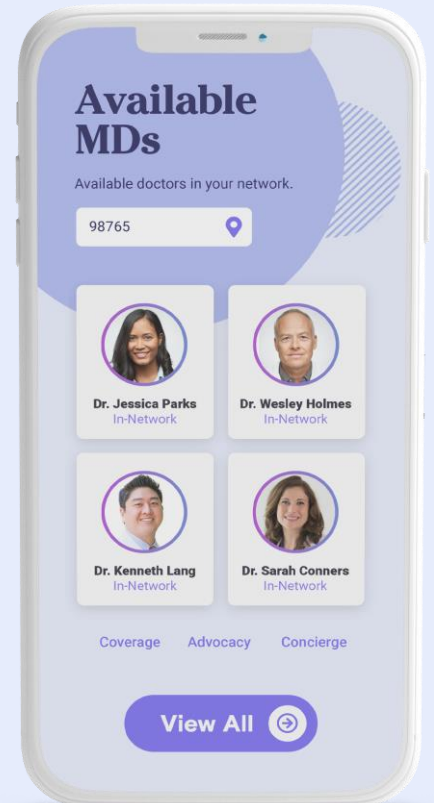 Available
MDs
Available doctors in your network.
98765
Dr. Jessica Parks
In-Network
Dr. Wesley Holmes
In-Network
Dr. Kenneth Lang
In-Network
Dr. Sarah Conners
In-Network
Coverage Advocacy Concierge
View All